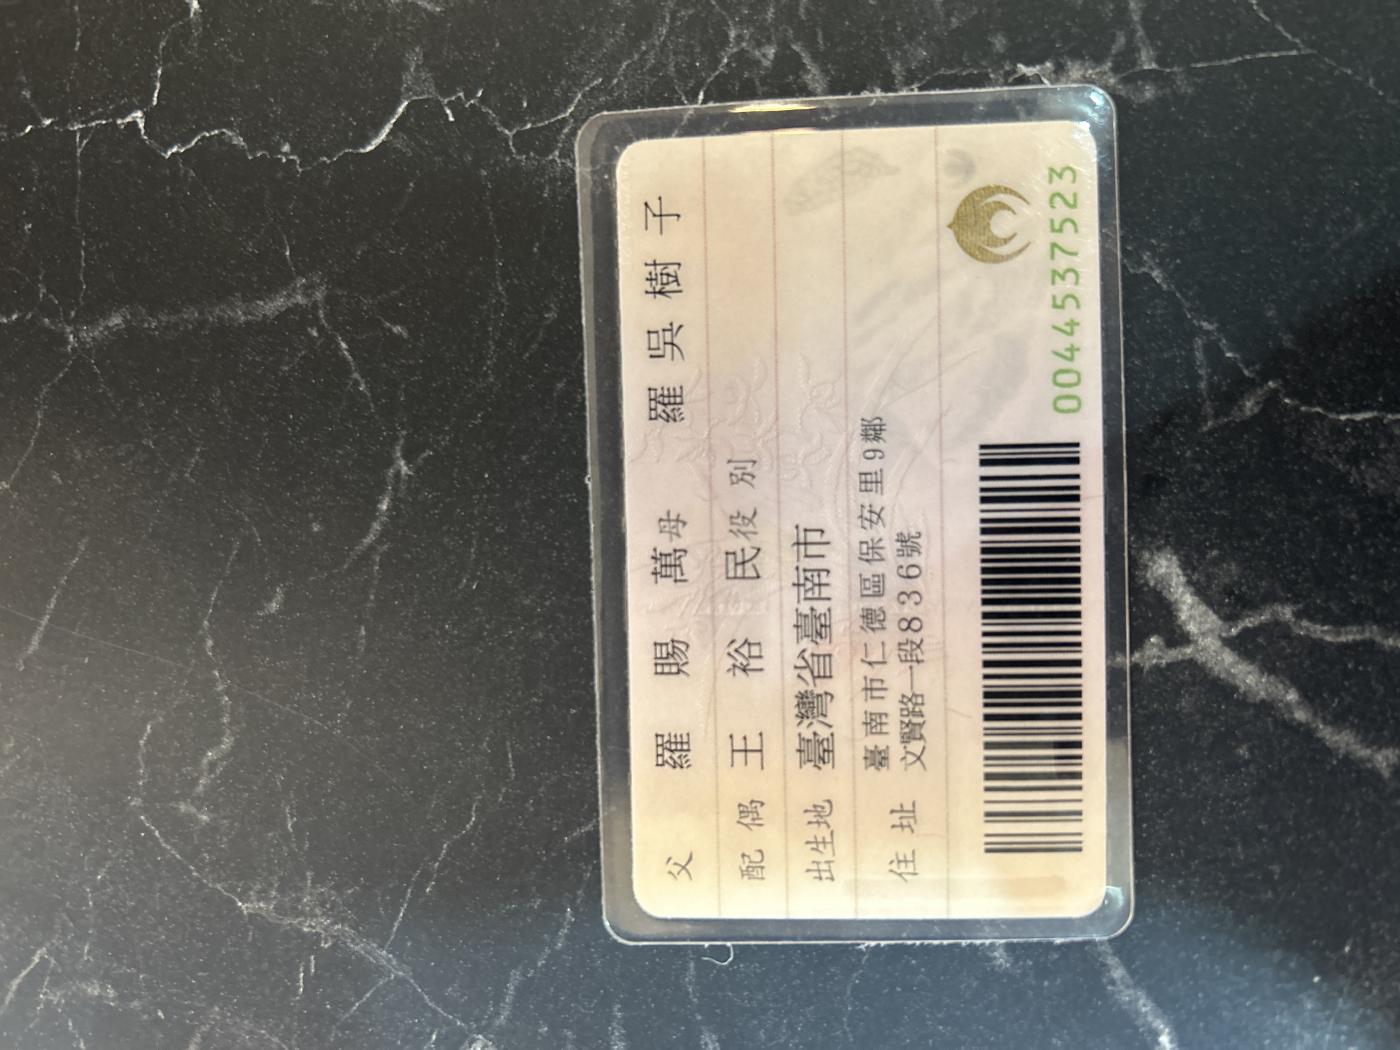 父 羅賜萬 母 羅吳樹子
配偶 王裕民 役別
出生地 臺灣省臺南市
住址 臺南市仁德區保安里9鄰
文賢路一段836號
0044537523